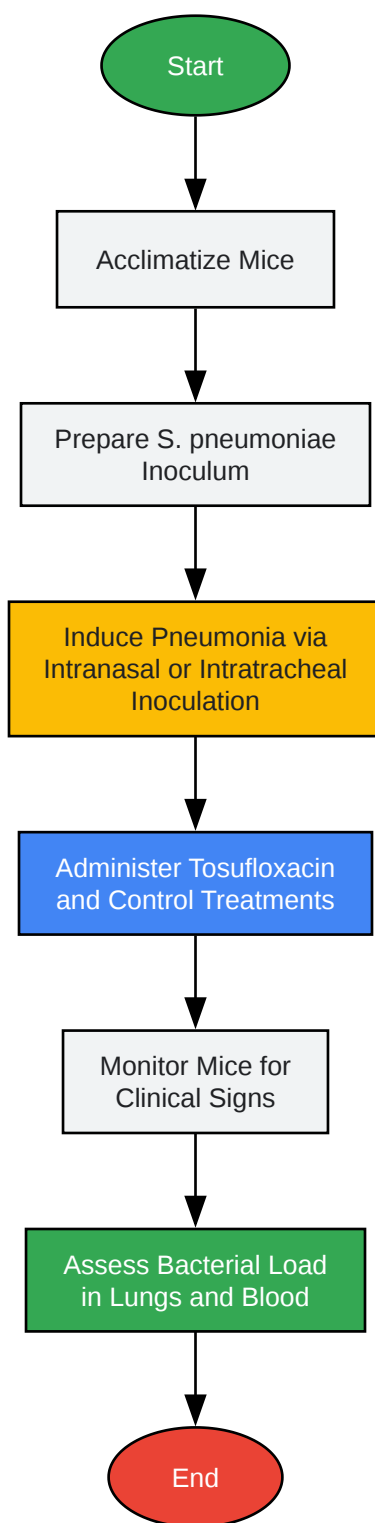 Start
Acclimatize Mice
Prepare S. pneumoniae
Inoculum
Induce Pneumonia via
Intranasal or Intratracheal
Inoculation
Administer Tosufloxacin
and Control Treatments
Monitor Mice for
Clinical Signs
Assess Bacterial Load
in Lungs and Blood
End